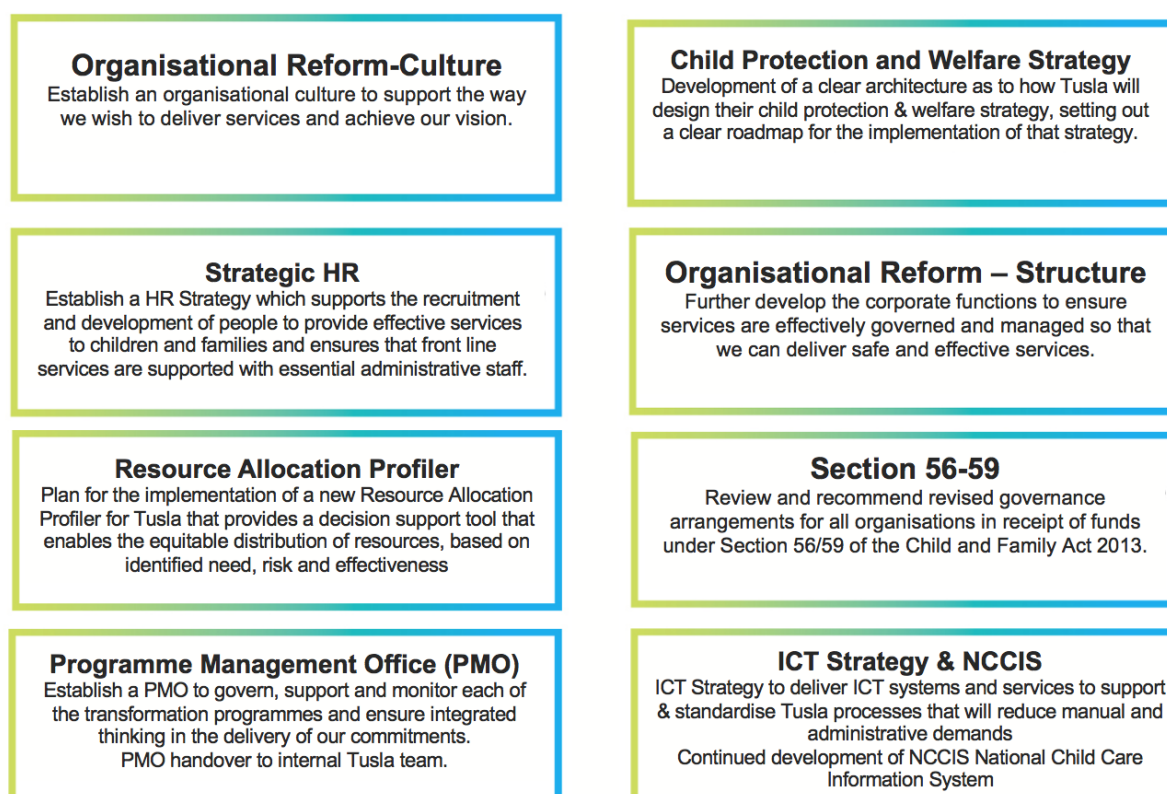 Organisational Reform-Culture
Establish an organisational culture to support the way
we wish to deliver services and achieve our vision.
Child Protection and Welfare Strategy
Development of a clear architecture as to how Tusla will
design their child protection & welfare strategy, setting out
a clear roadmap for the implementation of that strategy.
Strategic HR
Establish a HR Strategy which supports the recruitment
and development of people to provide effective services
to children and families and ensures that front line
services are supported with essential administrative staff.
Organisational Reform – Structure
Further develop the corporate functions to ensure
services are effectively governed and managed so that
we can deliver safe and effective services.
Resource Allocation Profiler
Plan for the implementation of a new Resource Allocation
Profiler for Tusla that provides a decision support tool that
enables the equitable distribution of resources, based on
identified need, risk and effectiveness
Section 56-59
Review and recommend revised governance
arrangements for all organisations in receipt of funds
under Section 56/59 of the Child and Family Act 2013.
Programme Management Office (PMO)
Establish a PMO to govern, support and monitor each of
the transformation programmes and ensure integrated
thinking in the delivery of our commitments.
PMO handover to internal Tusla team.
ICT Strategy & NCCIS
ICT Strategy to deliver ICT systems and services to support
& standardise Tusla processes that will reduce manual and
administrative demands
Continued development of NCCIS National Child Care
Information System